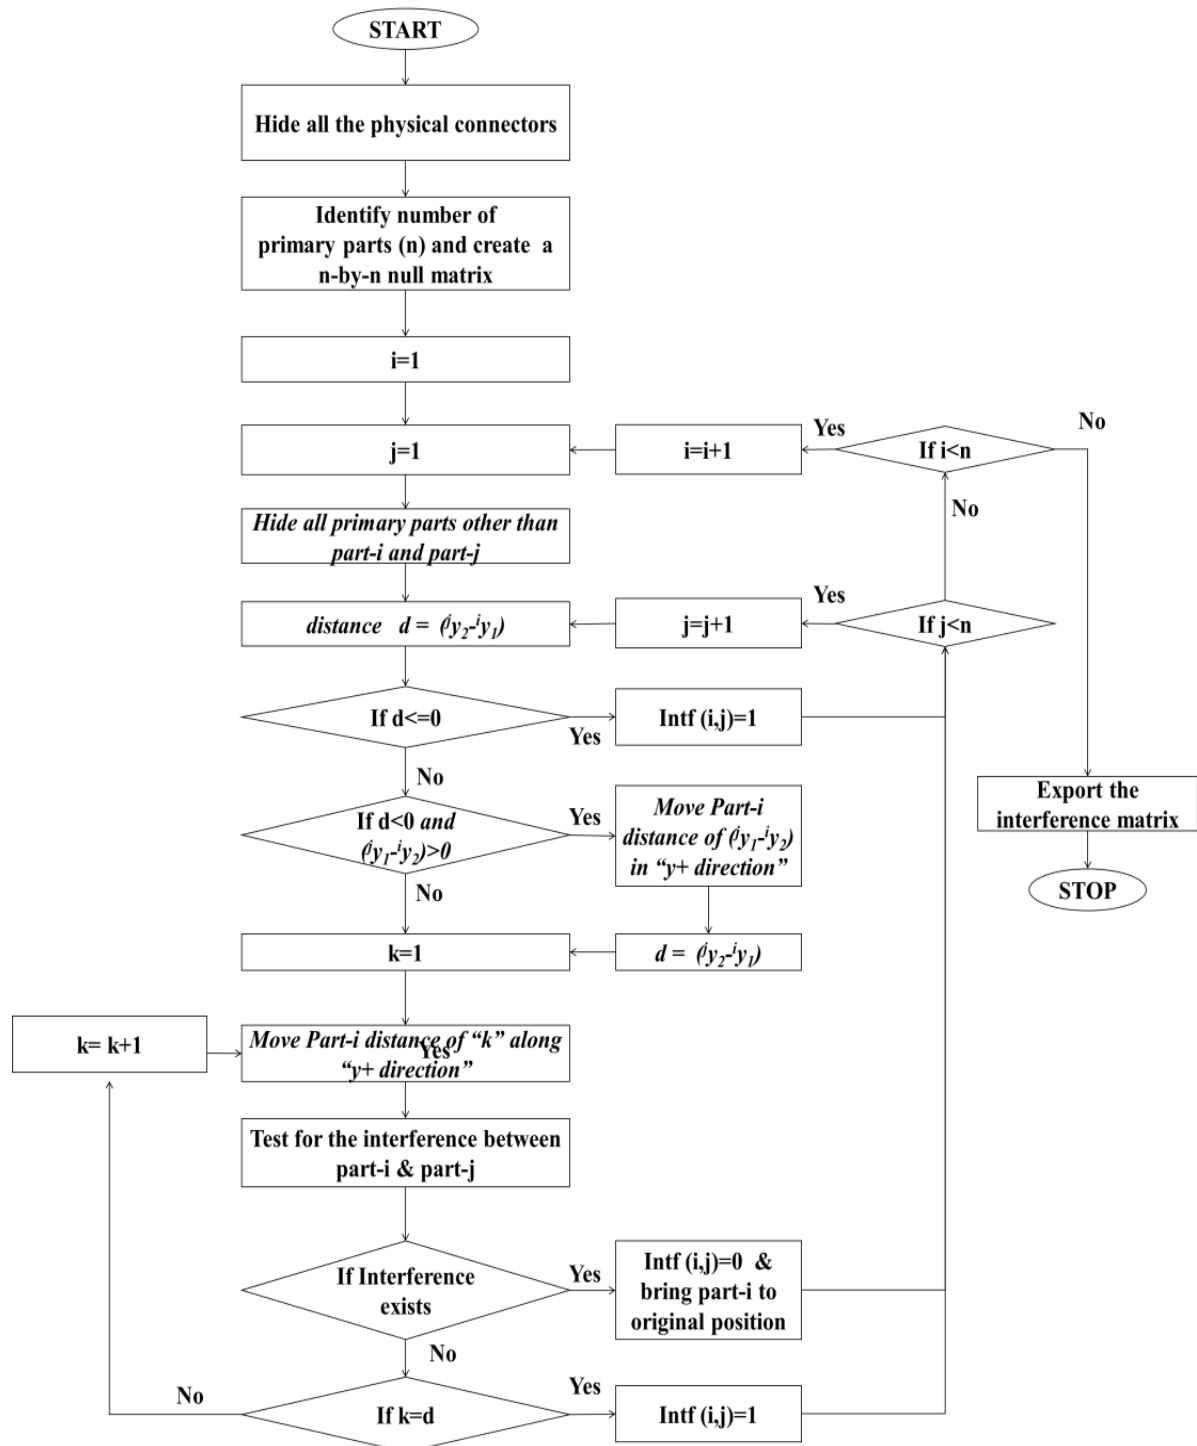 START
Hide all the physical connectors
Identify number of
primary parts (n) and create a
n-by-n null matrix
i=1
No
Yes
j=1
i=i+1
If i<n
No
Hide all primary parts other than
part-i and part-j
Yes
distance d = (ʲy₂-ⁱy₁)
j=j+1
If j<n
If d<=0
Intf (i,j)=1
Yes
No
If d<0 and
(ʲy₁-ⁱy₂)>0
Yes
Move Part-i
distance of (ʲy₁-ⁱy₂)
in “y+ direction”
Export the
interference matrix
No
STOP
k=1
d = (ʲy₂-ⁱy₁)
k= k+1
Move Part-i distance of “k” along
Yes
“y+ direction”
Test for the interference between
part-i & part-j
If Interference
exists
Yes
Intf (i,j)=0 &
bring part-i to
original position
No
No
Yes
If k=d
Intf (i,j)=1